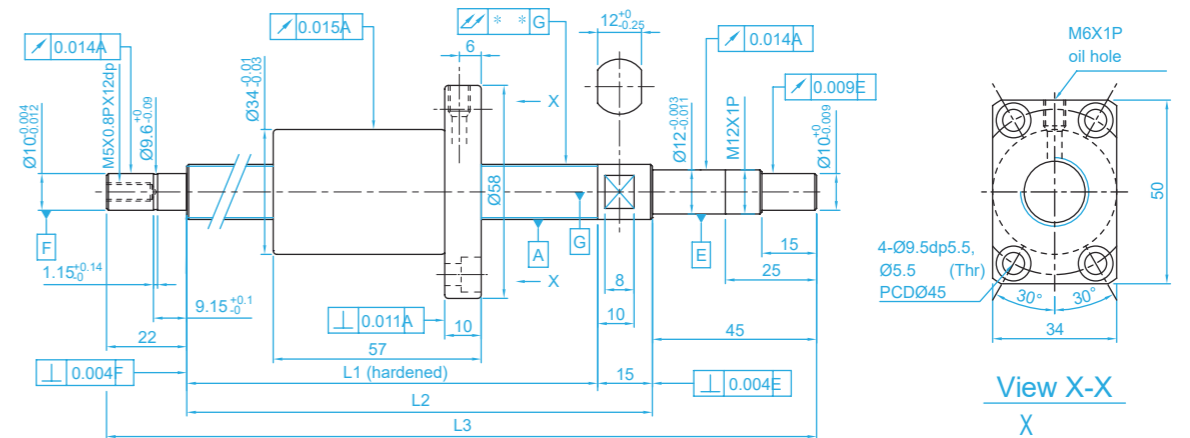 0.014A
0.015A
* * G
12 +0 -0.25
0.014A
M6X1P
oil hole
6
X
0.009E
Ø10 -0.004 -0.012
M5X0.8PX12dp
Ø9.6 +0 -0.09
Ø34 -0.01 -0.03
Ø58
Ø12 -0.003 -0.011
M12X1P
Ø10 +0 -0.009
50
F
A
G
E
1.15 +0.14 -0
X
8
15
25
4-Ø9.5dp5.5,
Ø5.5 (Thr)
PCDØ45
30° 30°
9.15 +0.1 -0
0.011A
10
10
45
34
22
57
0.004F
L1 (hardened)
15
0.004E
L2
L3
View X-X
X